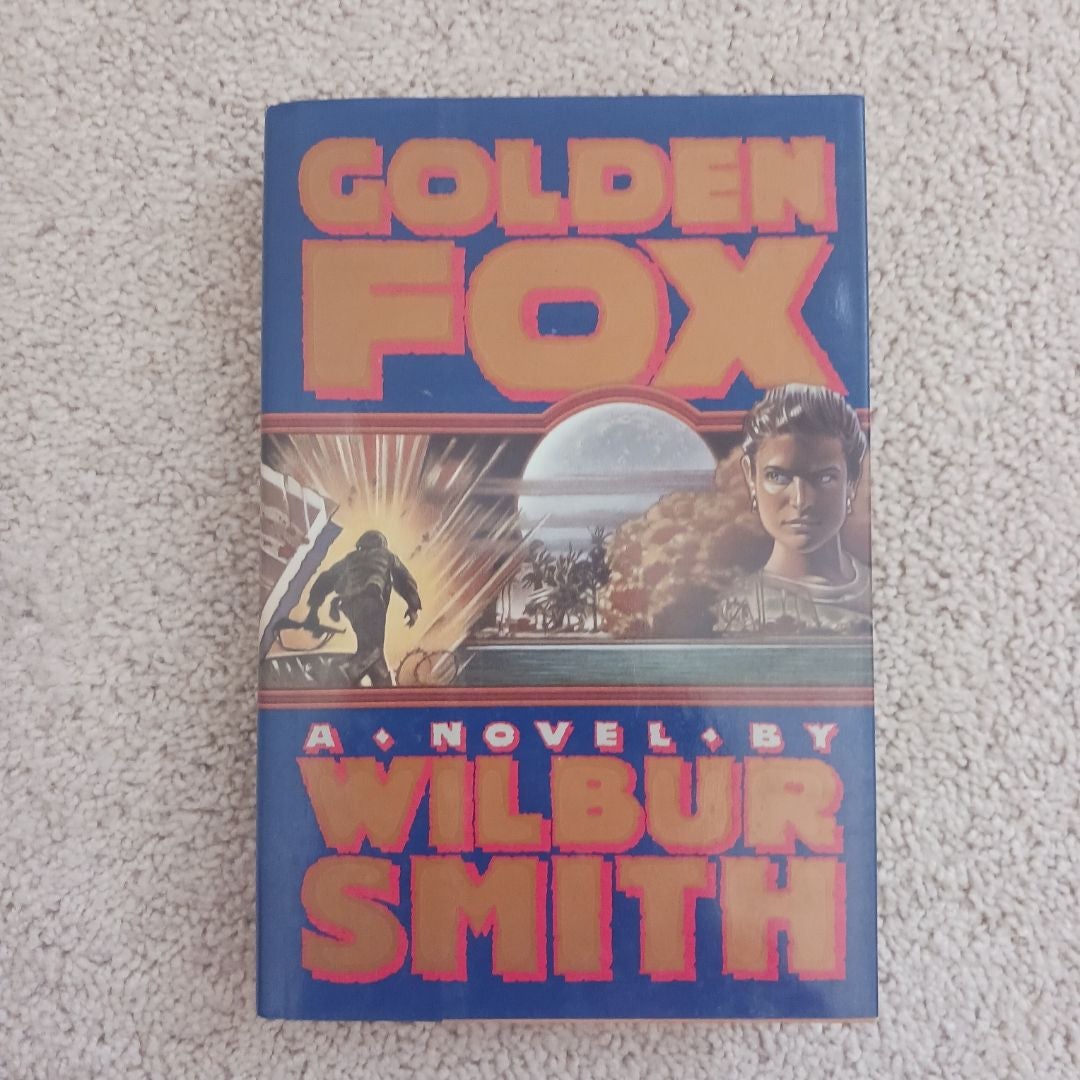 GOLDEN
FOX
A • NOVEL • BY
WILBUR
SMITH